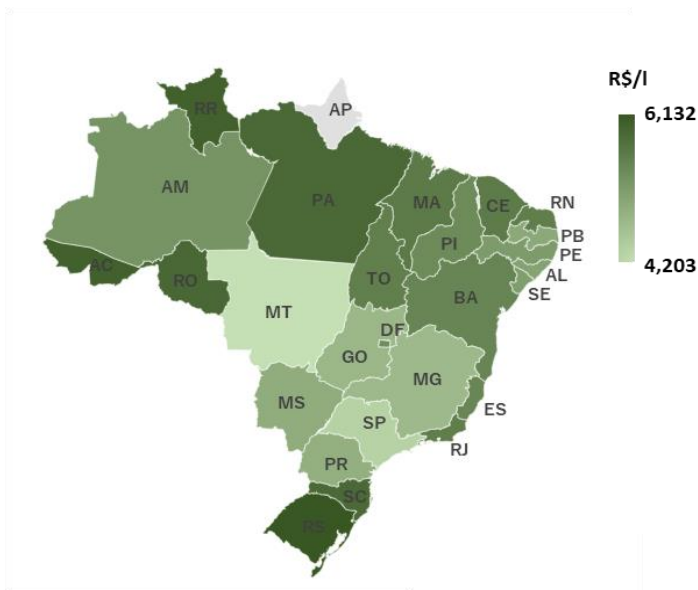 R$/l
6,132
4,203
RR
AP
AM
PA
MA
CE
RN
PB
PE
AL
SE
PI
AC
RO
TO
BA
MT
DF
GO
MG
MS
ES
SP
RJ
PR
SC
RS